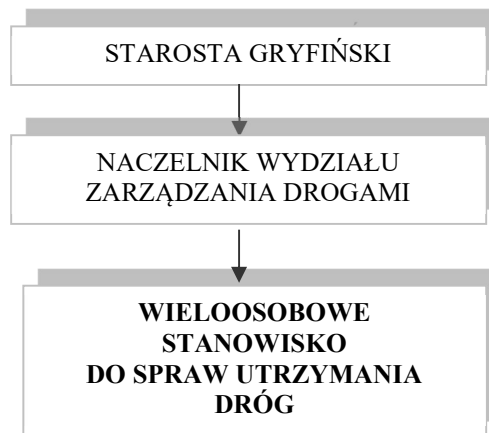 STAROSTA GRYFIŃSKI
NACZELNIK WYDZIAŁU
ZARZĄDZANIA DROGAMI
WIELOOSOBOWE
STANOWISKO
DO SPRAW UTRZYMANIA
DRÓG